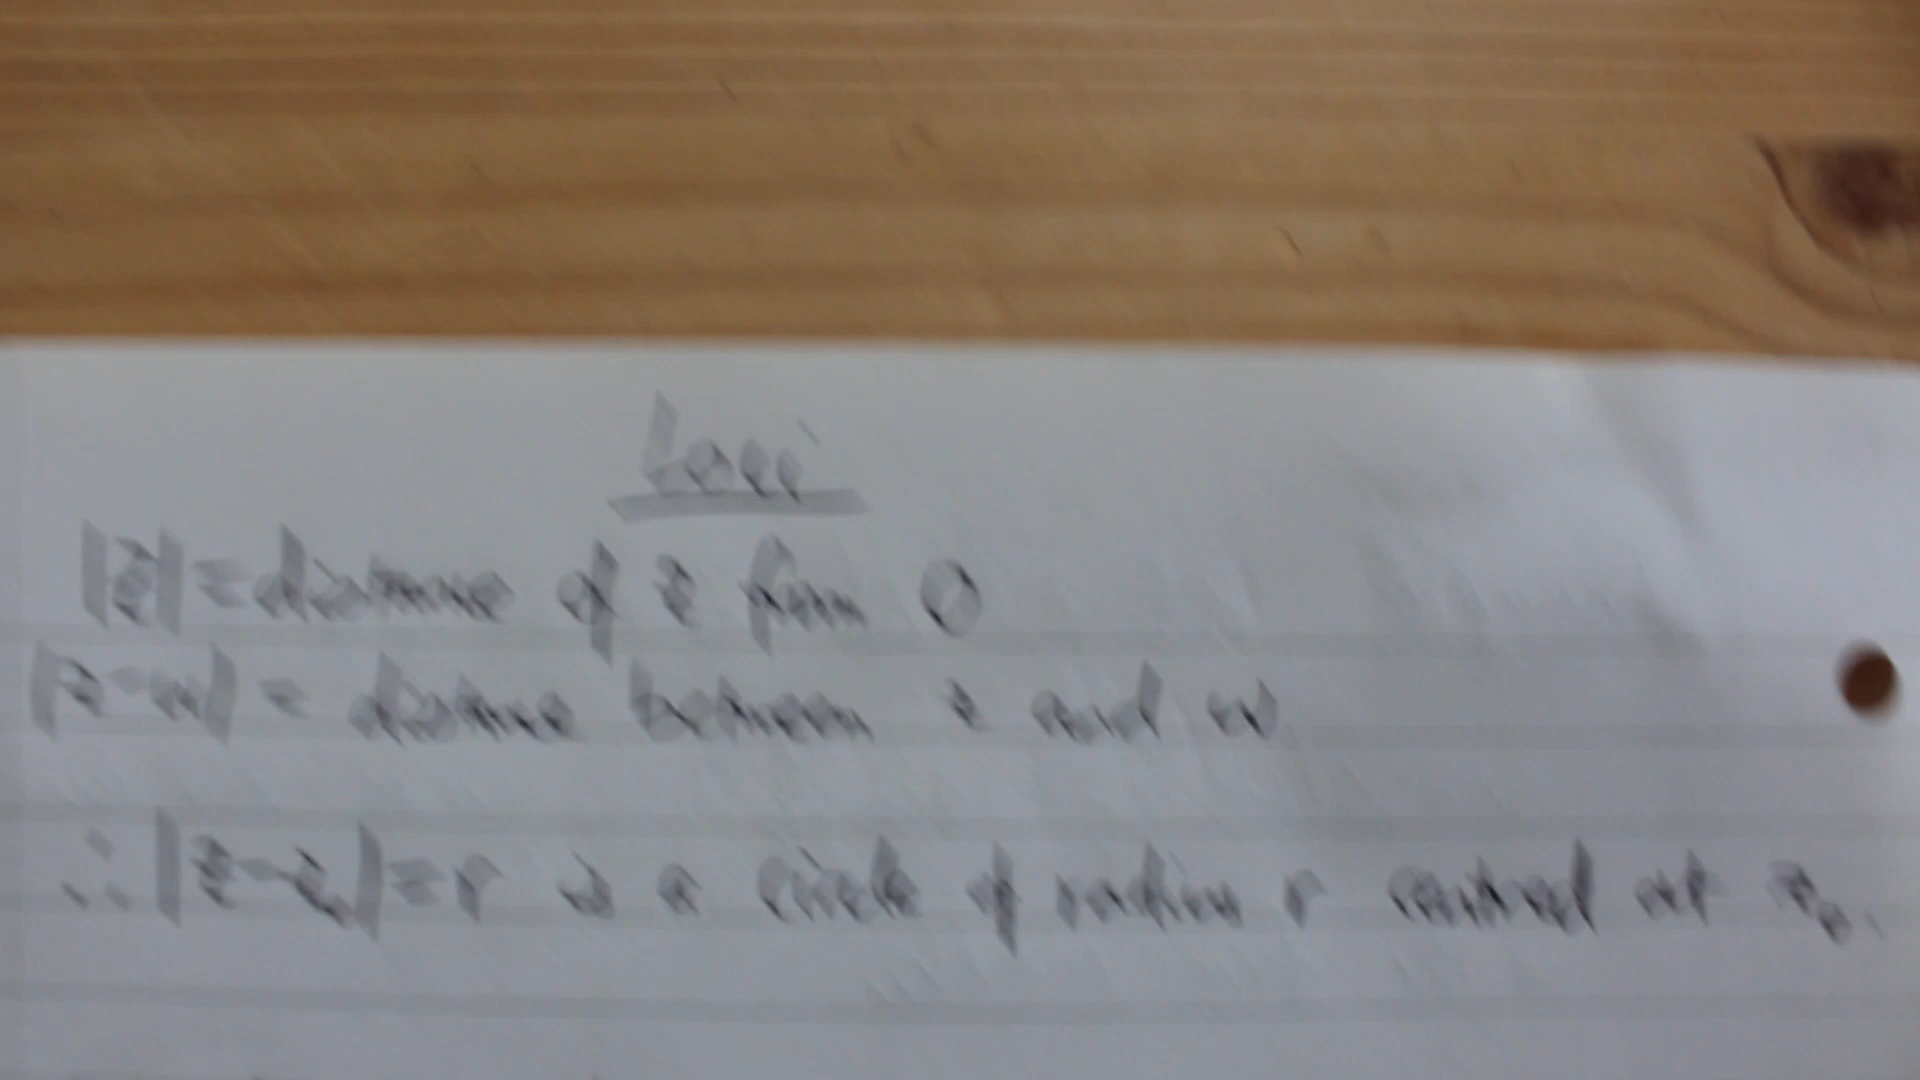 Loci
|z| = distance of z from 0
|z-w| = distance between z and w
∴ |z-z₀| = r is a circle of radius r centred at z₀.